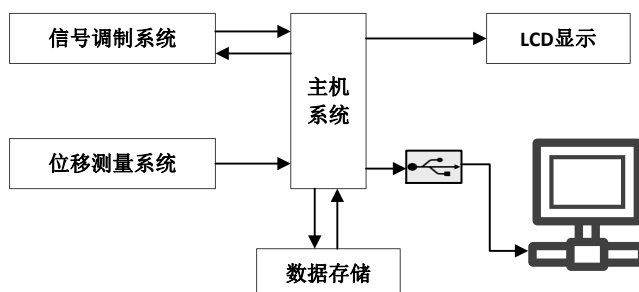 信号调制系统
LCD显示
主机
系统
位移测量系统
数据存储